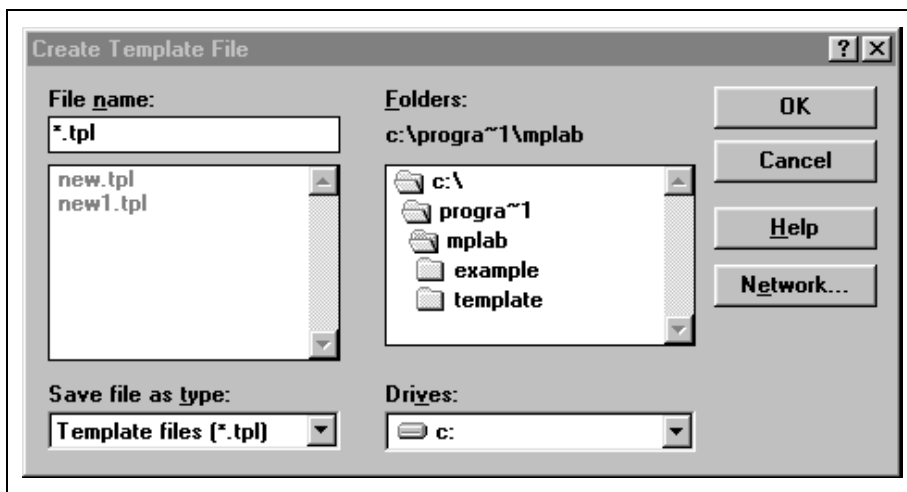 Create Template File
File name:
*.tpl
new.tpl
new1.tpl
Save file as type:
Template files (*.tpl)
Folders:
c:\progra~1\mplab
c:\
progra~1
mplab
example
template
Drives:
c:
OK
Cancel
Help
Network...